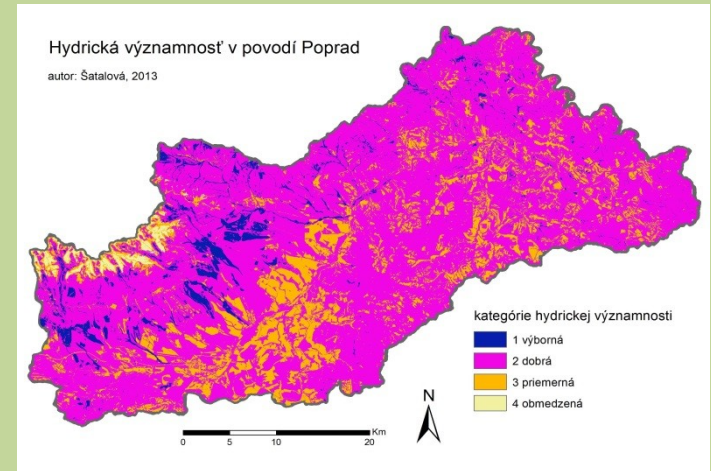 Hydrická významnosť v povodí Poprad
autor: Šatalová, 2013
kategórie hydrickej významnosti
1 výborná
2 dobrá
3 priemerná
4 obmedzená
N
Km
0 5 10 20